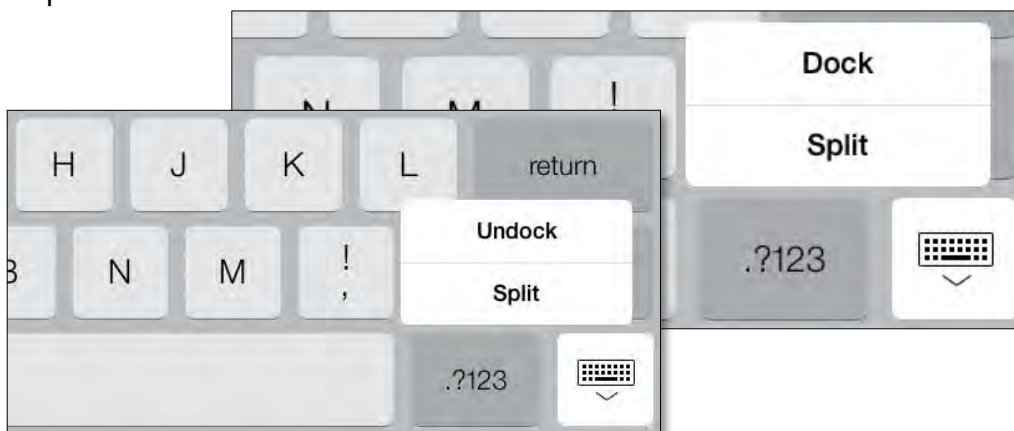 Dock
N M !
Split
.?123
H J K L return
Undock
N M !
,
Split
.?123